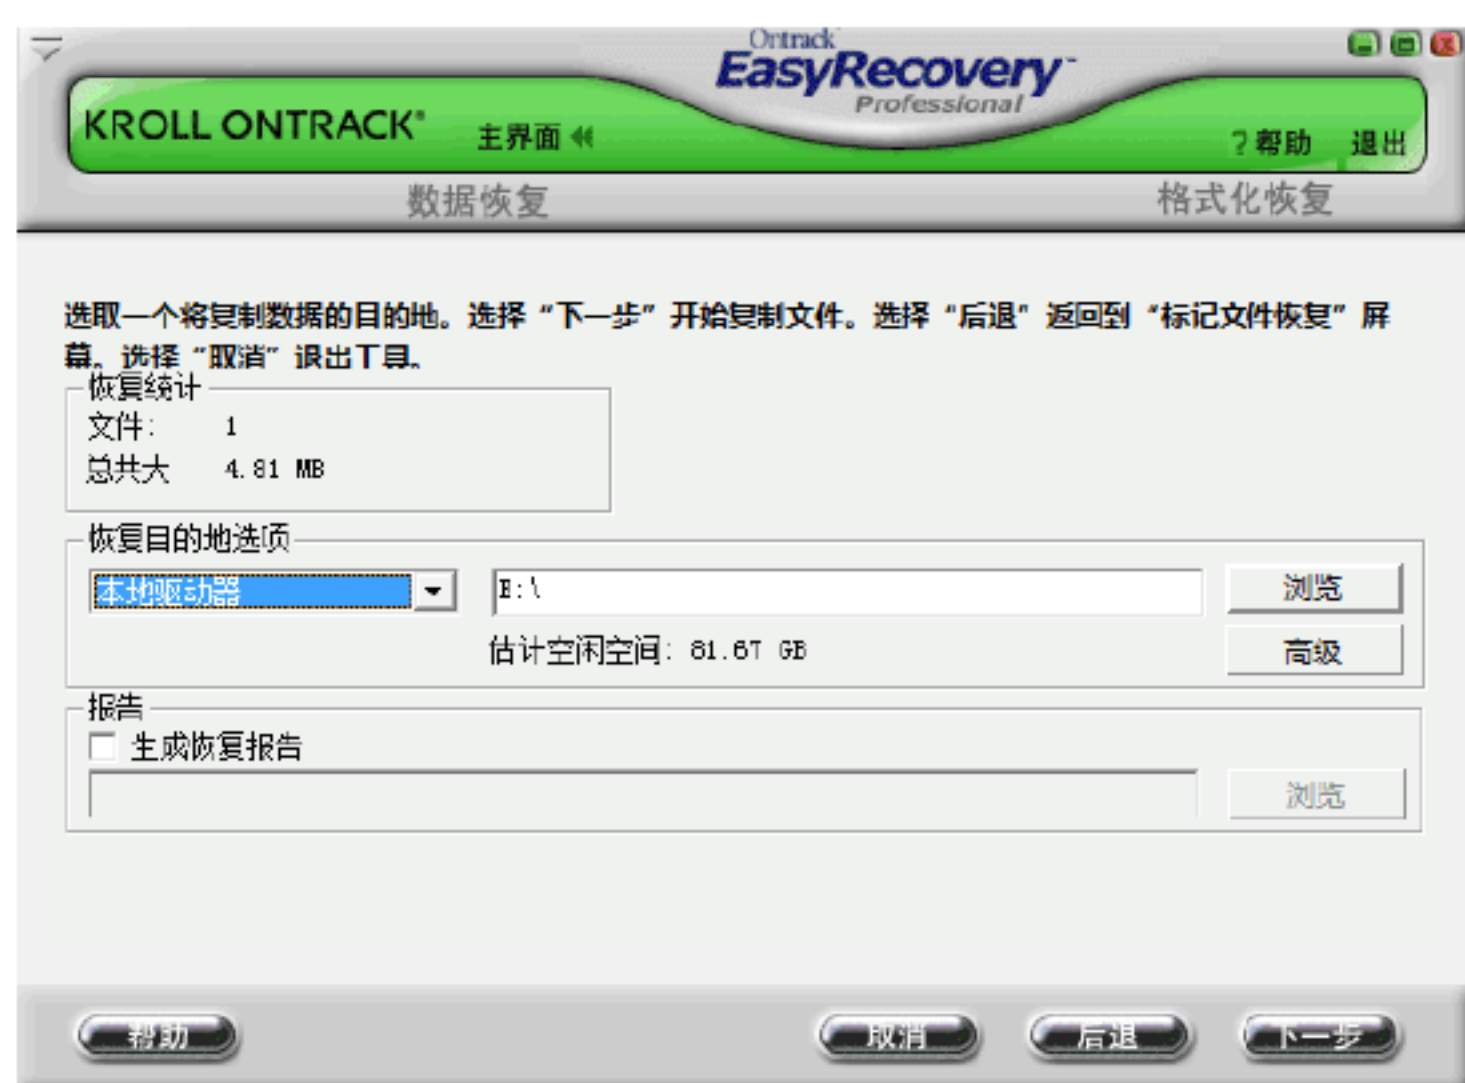 Ontrack
EasyRecovery™
Professional
KROLL ONTRACK® 主界面 ?帮助 退出
数据恢复 格式化恢复
选取一个将复制数据的目的地。选择“下一步”开始复制文件。选择“后退”返回到“标记文件恢复”屏
幕。选择“取消”退出工具。
恢复统计
文件: 1
总共大 4.81 MB
恢复目的地选项
本地驱动器 E:\ 浏览
估计空闲空间: 81.67 GB 高级
报告
生成恢复报告
浏览
帮助 取消 后退 下一步